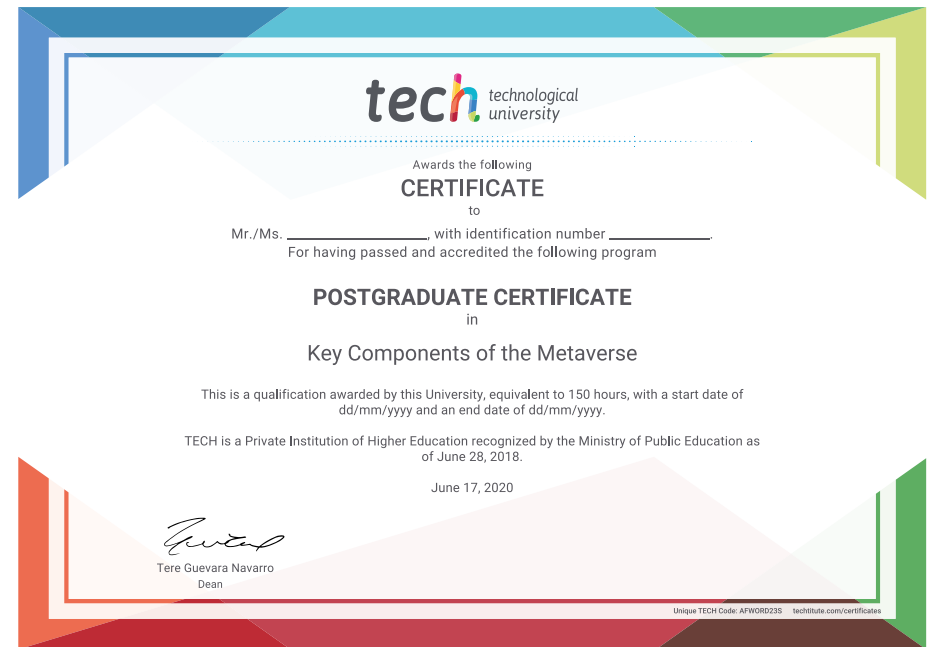 tech technological
university
Awards the following
CERTIFICATE
to
Mr./Ms. ____________________, with identification number ______________.
For having passed and accredited the following program
POSTGRADUATE CERTIFICATE
in
Key Components of the Metaverse
This is a qualification awarded by this University, equivalent to 150 hours, with a start date of
dd/mm/yyyy and an end date of dd/mm/yyyy.
TECH is a Private Institution of Higher Education recognized by the Ministry of Public Education as
of June 28, 2018.
June 17, 2020
Tere Guevara Navarro
Dean
Unique TECH Code: AFWORD23S techtitute.com/certificates